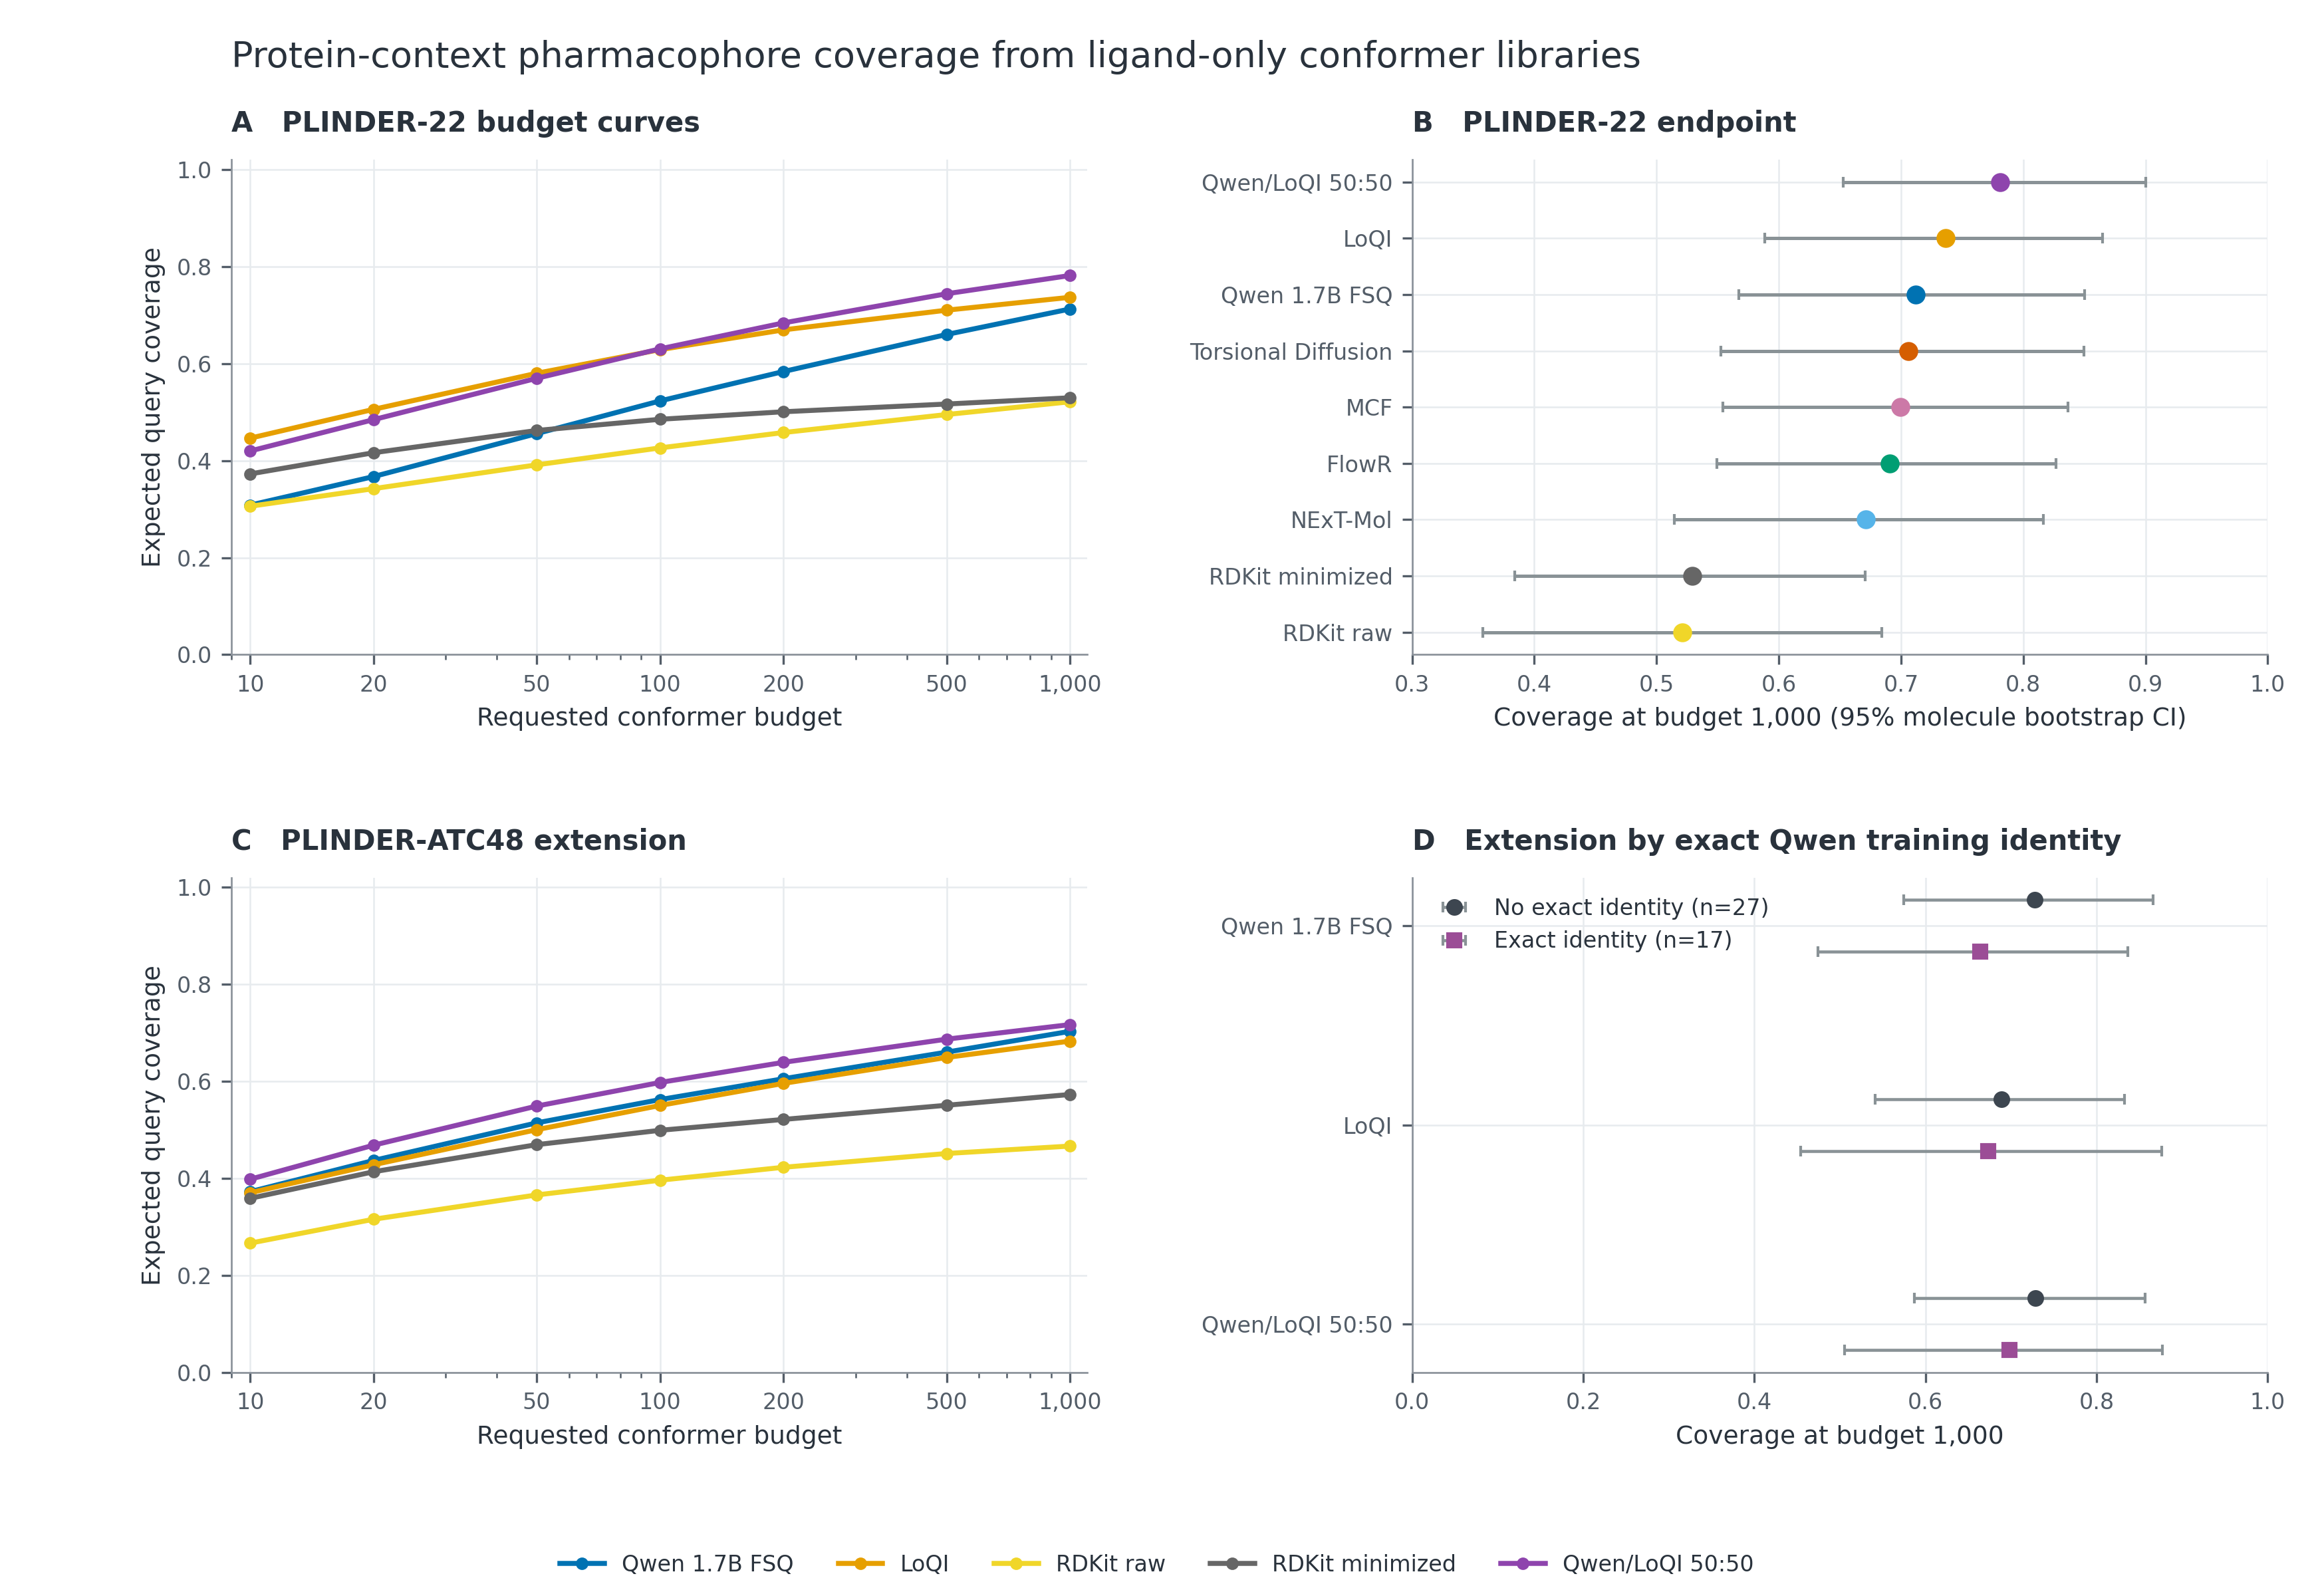 Protein-context pharmacophore coverage from ligand-only conformer libraries
A PLINDER-22 budget curves
Expected query coverage
1.0
0.8
0.6
0.4
0.2
0.0
10 20 50 100 200 500 1,000
Requested conformer budget
B PLINDER-22 endpoint
Qwen/LoQI 50:50
LoQI
Qwen 1.7B FSQ
Torsional Diffusion
MCF
FlowR
NExT-Mol
RDKit minimized
RDKit raw
0.3 0.4 0.5 0.6 0.7 0.8 0.9 1.0
Coverage at budget 1,000 (95% molecule bootstrap CI)
C PLINDER-ATC48 extension
Expected query coverage
1.0
0.8
0.6
0.4
0.2
0.0
10 20 50 100 200 500 1,000
Requested conformer budget
D Extension by exact Qwen training identity
No exact identity (n=27)
Exact identity (n=17)
Qwen 1.7B FSQ
LoQI
Qwen/LoQI 50:50
0.0 0.2 0.4 0.6 0.8 1.0
Coverage at budget 1,000
Qwen 1.7B FSQ LoQI RDKit raw RDKit minimized Qwen/LoQI 50:50